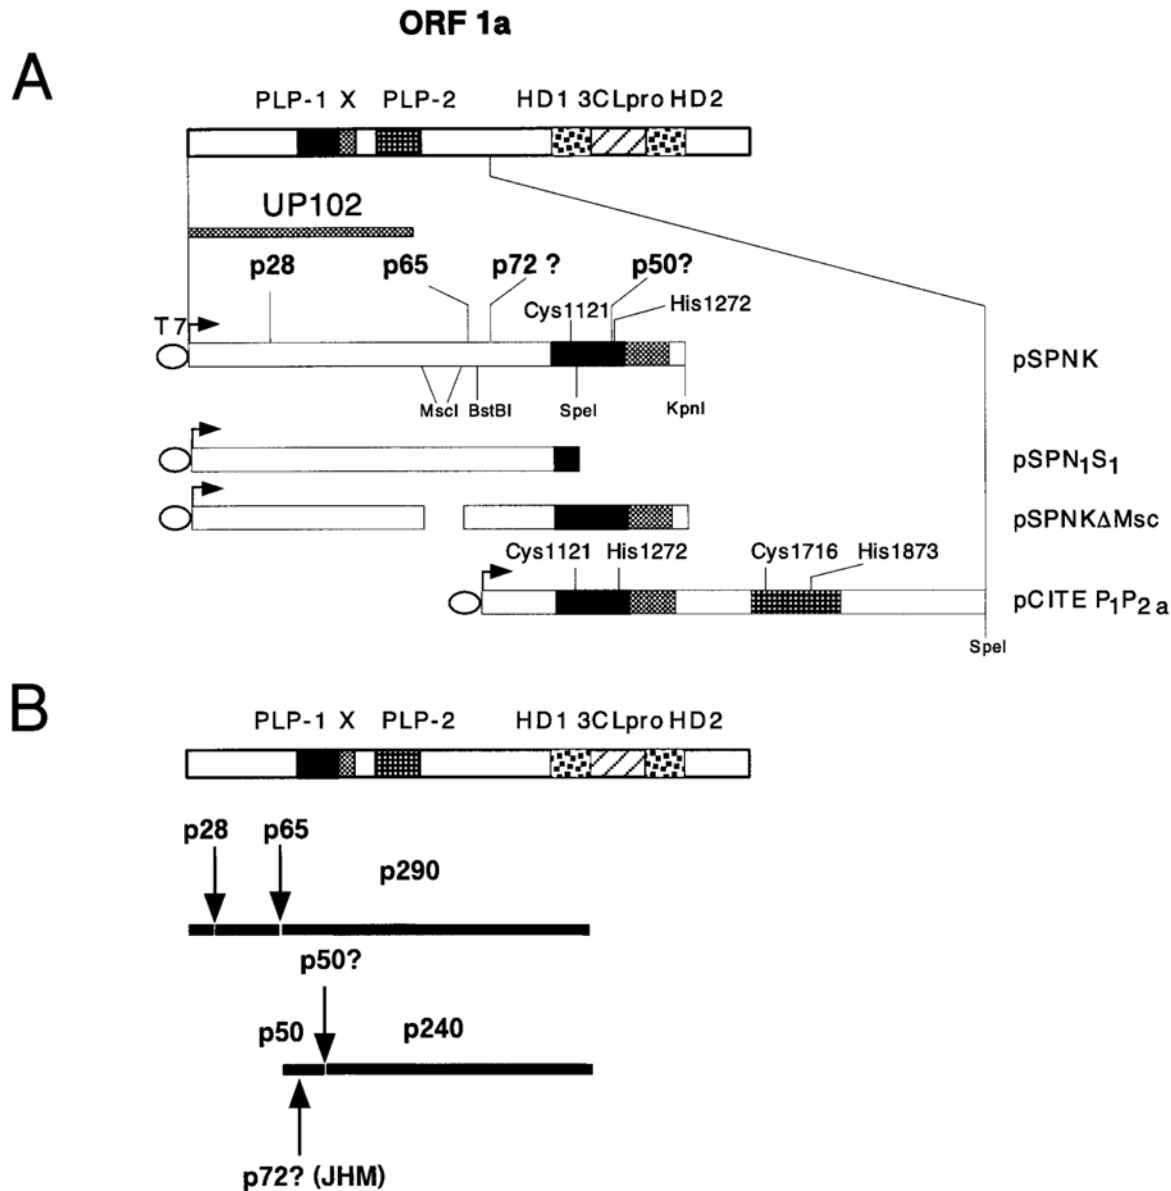 ORF 1a
A
PLP-1 X PLP-2 HD1 3CLpro HD2
UP102
p28 p65 p72 ? p50?
Cys1121 His1272
T7
pSPNK
MscI BstBI SpeI KpnI
pSPN1S1
pSPNKΔMsc
Cys1121 His1272 Cys1716 His1873
pCITE P1P2a
SpeI
B
PLP-1 X PLP-2 HD1 3CLpro HD2
p28 p65
p290
p50?
p50 p240
p72? (JHM)